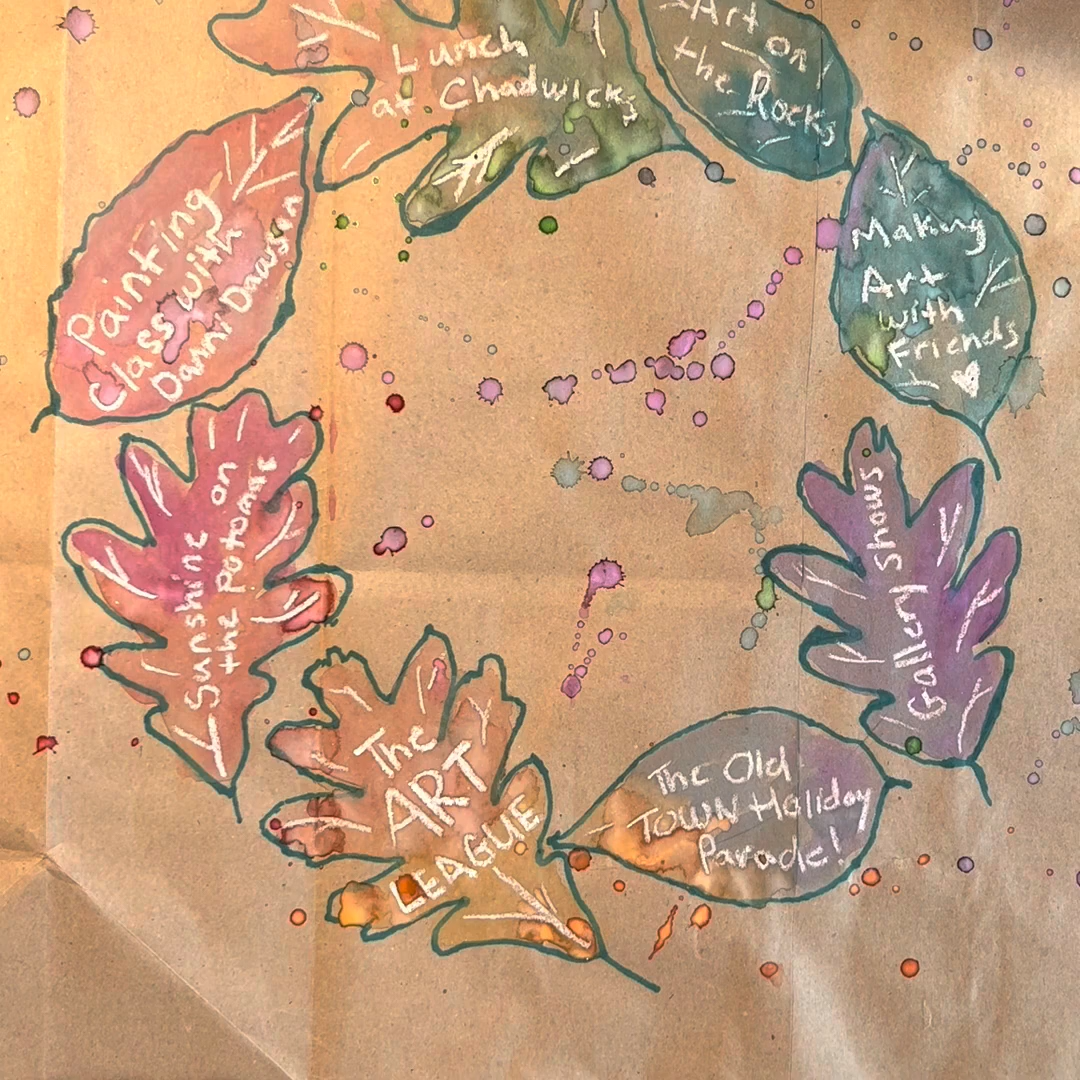 Lunch
at Chadwicks
Art on
the Rocks
Painting
Class with
Danni Dawson
Making
Art
with
Friends
Sunshine on
the Potomac
Gallery Shows
The
ART
LEAGUE
The Old
TOWN Holiday
Parade!